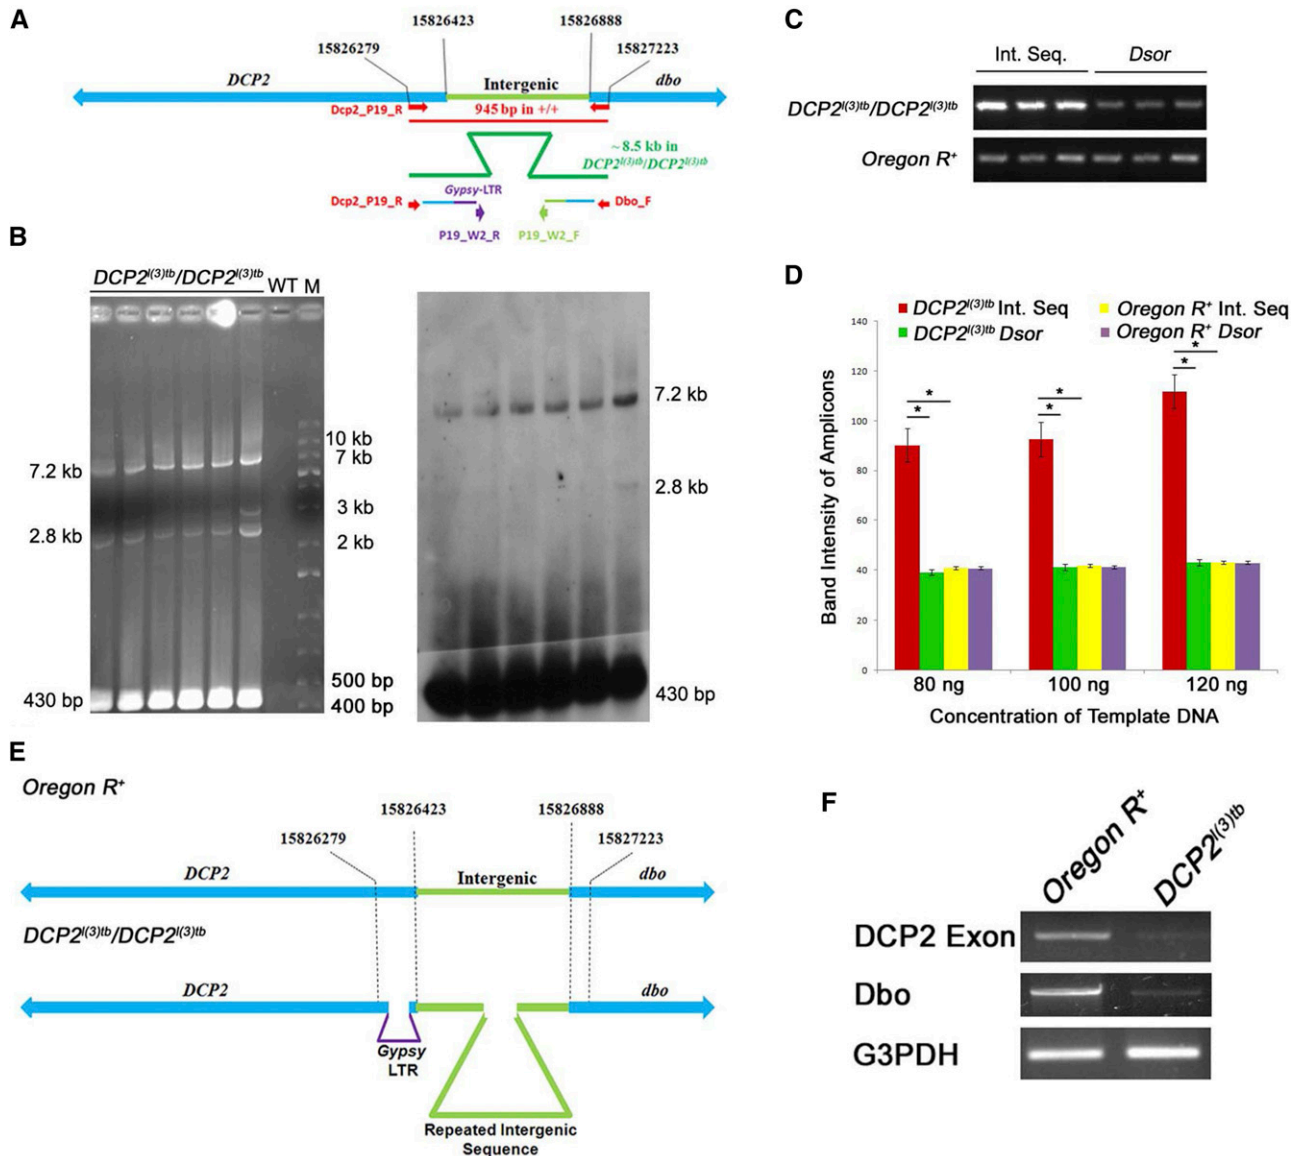 A
15826423
15826888
15826279
15827223
DCP2
Intergenic
dbo
Dcp2_P19_R
945 bp in +/+
~ 8.5 kb in
DCP2l(3)tb/DCP2l(3)tb
Gypsy-LTR
Dcp2_P19_R
Dbo_F
P19_W2_R
P19_W2_F
B
DCP2l(3)tb/DCP2l(3)tb WT M
10 kb
7 kb
7.2 kb
3 kb
2.8 kb
2 kb
500 bp
430 bp
400 bp
7.2 kb
2.8 kb
430 bp
C
Int. Seq.
Dsor
DCP2l(3)tb/DCP2l(3)tb
Oregon R+
D
DCP2l(3)tb Int. Seq
Oregon R+ Int. Seq
DCP2l(3)tb Dsor
Oregon R+ Dsor
140
120
100
80
60
40
20
0
*
*
*
*
*
*
80 ng
100 ng
120 ng
Band Intensity of Amplicons
Concentration of Template DNA
E
Oregon R+
15826423
15826888
15826279
15827223
DCP2
Intergenic
dbo
DCP2l(3)tb/DCP2l(3)tb
DCP2
dbo
Gypsy
LTR
Repeated Intergenic
Sequence
F
Oregon R+
DCP2l(3)tb
DCP2 Exon
Dbo
G3PDH